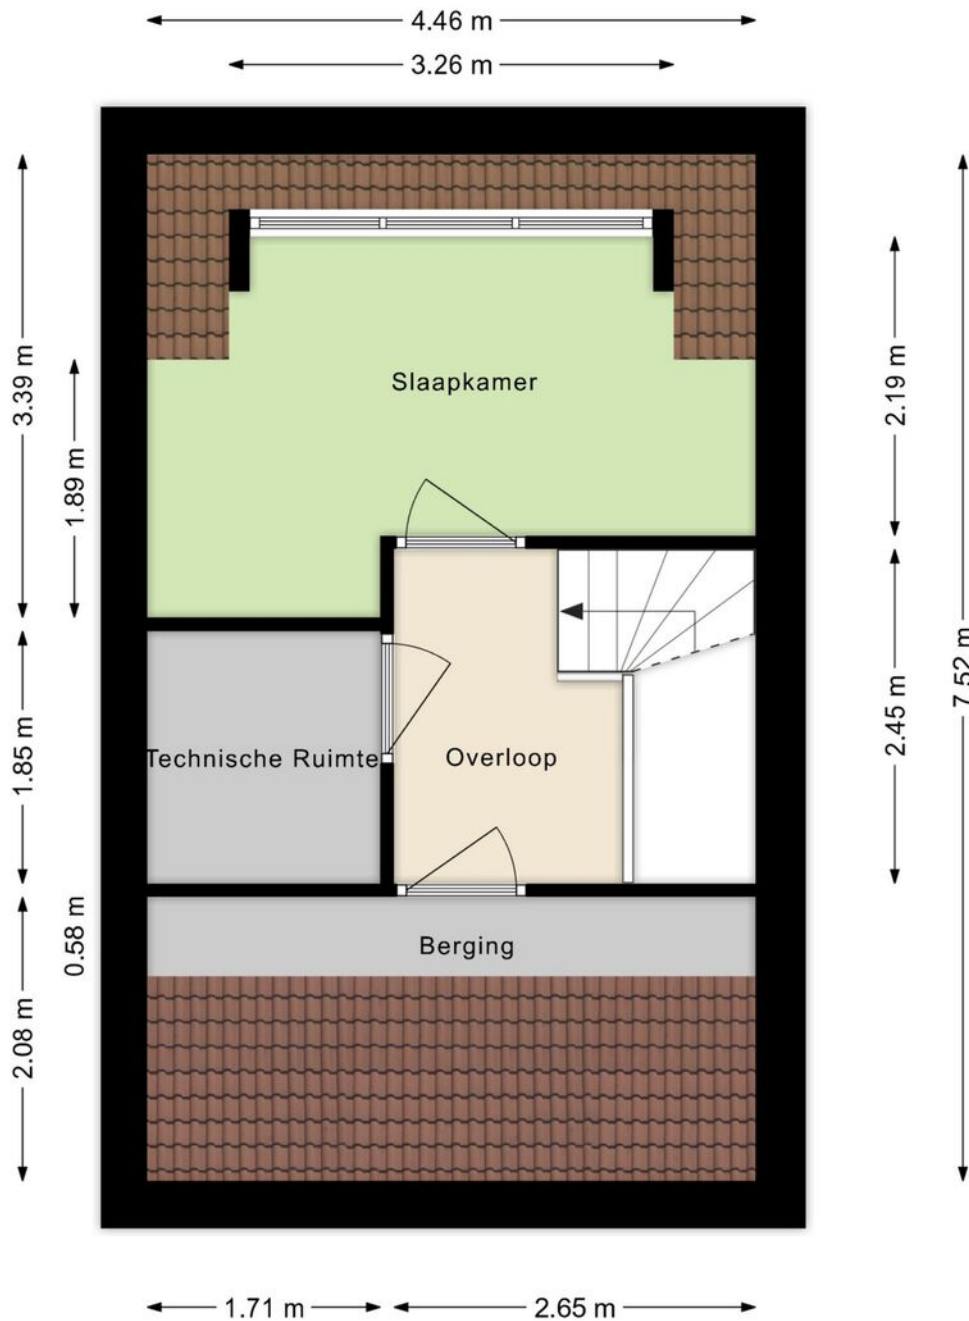 4.46 m
3.26 m
3.39 m
1.89 m
2.19 m
Slaapkamer
7.52 m
1.85 m
2.45 m
Technische Ruimte
Overloop
0.58 m
Berging
2.08 m
1.71 m
2.65 m